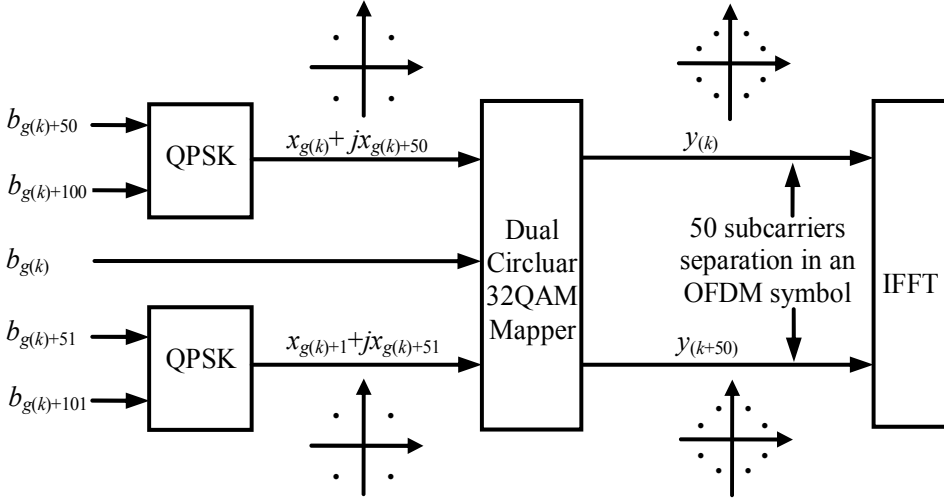 b_{g(k)+50}
b_{g(k)+100}
QPSK
x_{g(k)}+ jx_{g(k)+50}
b_{g(k)}
b_{g(k)+51}
b_{g(k)+101}
QPSK
x_{g(k)+1}+jx_{g(k)+51}
Dual
Circluar
32QAM
Mapper
y_{(k)}
50 subcarriers
separation in an
OFDM symbol
y_{(k+50)}
IFFT